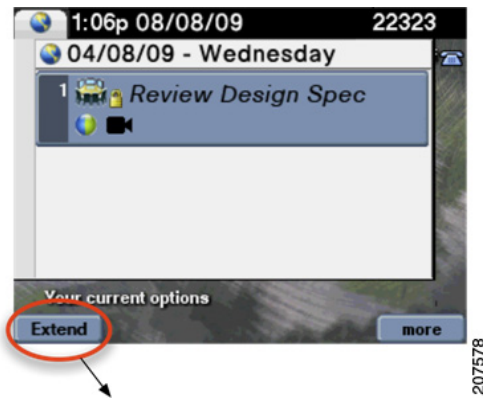 1:06p 08/08/09 22323
04/08/09 - Wednesday
1 Review Design Spec
Your current options
Extend more
207578